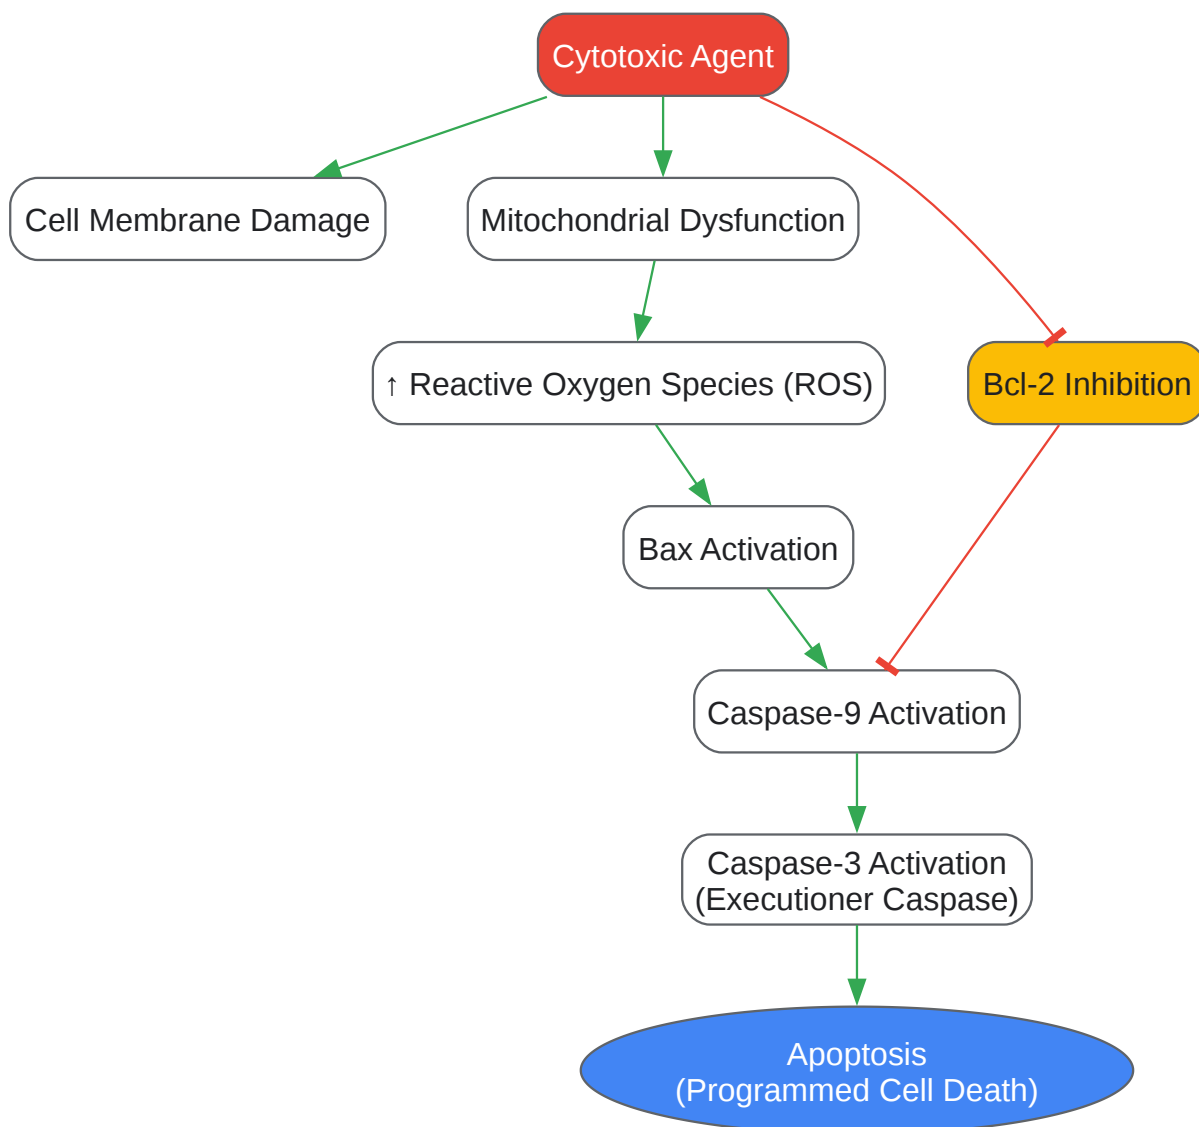 Cytotoxic Agent
Cell Membrane Damage
Mitochondrial Dysfunction
↑ Reactive Oxygen Species (ROS)
Bcl-2 Inhibition
Bax Activation
Caspase-9 Activation
Caspase-3 Activation
(Executioner Caspase)
Apoptosis
(Programmed Cell Death)